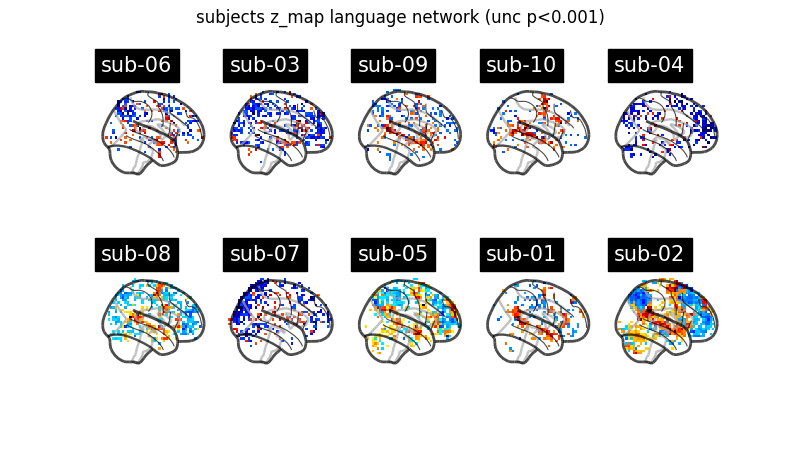 subjects z_map language network (unc p<0.001)
sub-06
sub-03
sub-09
sub-10
sub-04
sub-08
sub-07
sub-05
sub-01
sub-02